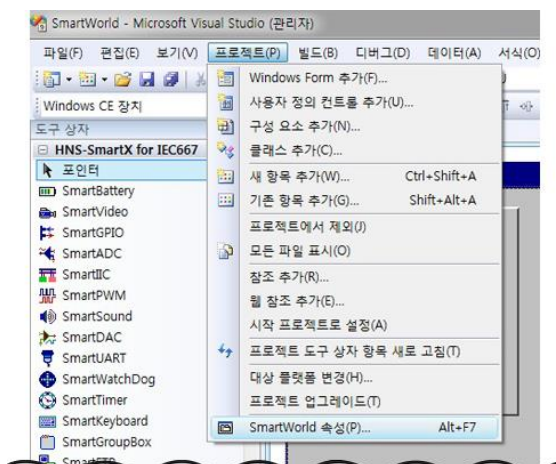 SmartWorld - Microsoft Visual Studio (관리자)
파일(F) 편집(E) 보기(V) 프로젝트(P) 빌드(B) 디버그(D) 데이터(A) 서식(O)
Windows CE 장치
도구 상자
HNS-SmartX for IEC667
포인터
SmartBattery
SmartVideo
SmartGPIO
SmartADC
SmartIIC
SmartPWM
SmartSound
SmartDAC
SmartUART
SmartWatchDog
SmartTimer
SmartKeyboard
SmartGroupBox
SmartFTP
Windows Form 추가(F)...
사용자 정의 컨트롤 추가(U)...
구성 요소 추가(N)...
클래스 추가(C)...
새 항목 추가(W)... Ctrl+Shift+A
기존 항목 추가(G)... Shift+Alt+A
프로젝트에서 제외(J)
모든 파일 표시(O)
참조 추가(R)...
웹 참조 추가(E)...
시작 프로젝트로 설정(A)
프로젝트 도구 상자 항목 새로 고침(T)
대상 플랫폼 변경(H)...
프로젝트 업그레이드(T)
SmartWorld 속성(P)... Alt+F7